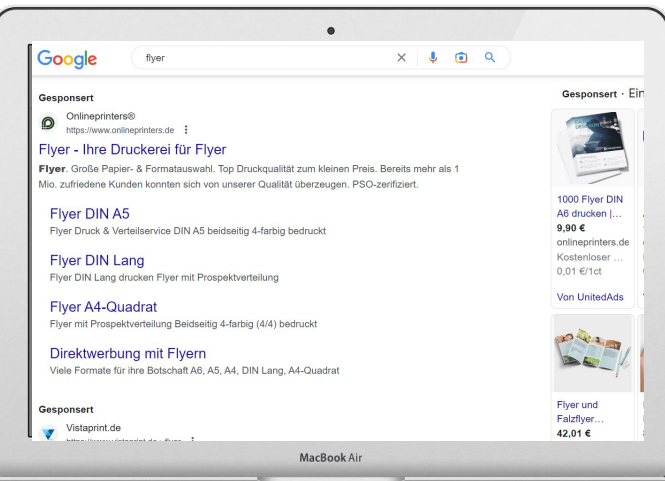 Google
flyer
Gesponsert
Onlineprinters®
https://www.onlineprinters.de
Flyer - Ihre Druckerei für Flyer
Flyer. Große Papier- & Formatauswahl. Top Druckqualität zum kleinen Preis. Bereits mehr als 1
Mio. zufriedene Kunden konnten sich von unserer Qualität überzeugen. PSO-zerifiziert.
Flyer DIN A5
Flyer Druck & Verteilservice DIN A5 beidseitig 4-farbig bedruckt
Flyer DIN Lang
Flyer DIN Lang drucken Flyer mit Prospektverteilung
Flyer A4-Quadrat
Flyer mit Prospektverteilung Beidseitig 4-farbig (4/4) bedruckt
Direktwerbung mit Flyern
Viele Formate für ihre Botschaft A6, A5, A4, DIN Lang, A4-Quadrat
Gesponsert
Vistaprint.de
Gesponsert · Ein
1000 Flyer DIN
A6 drucken |...
9,90 €
onlineprinters.de
Kostenloser ...
0,01 €/1ct
Von UnitedAds
Flyer und
Falzflyer...
42,01 €
MacBook Air